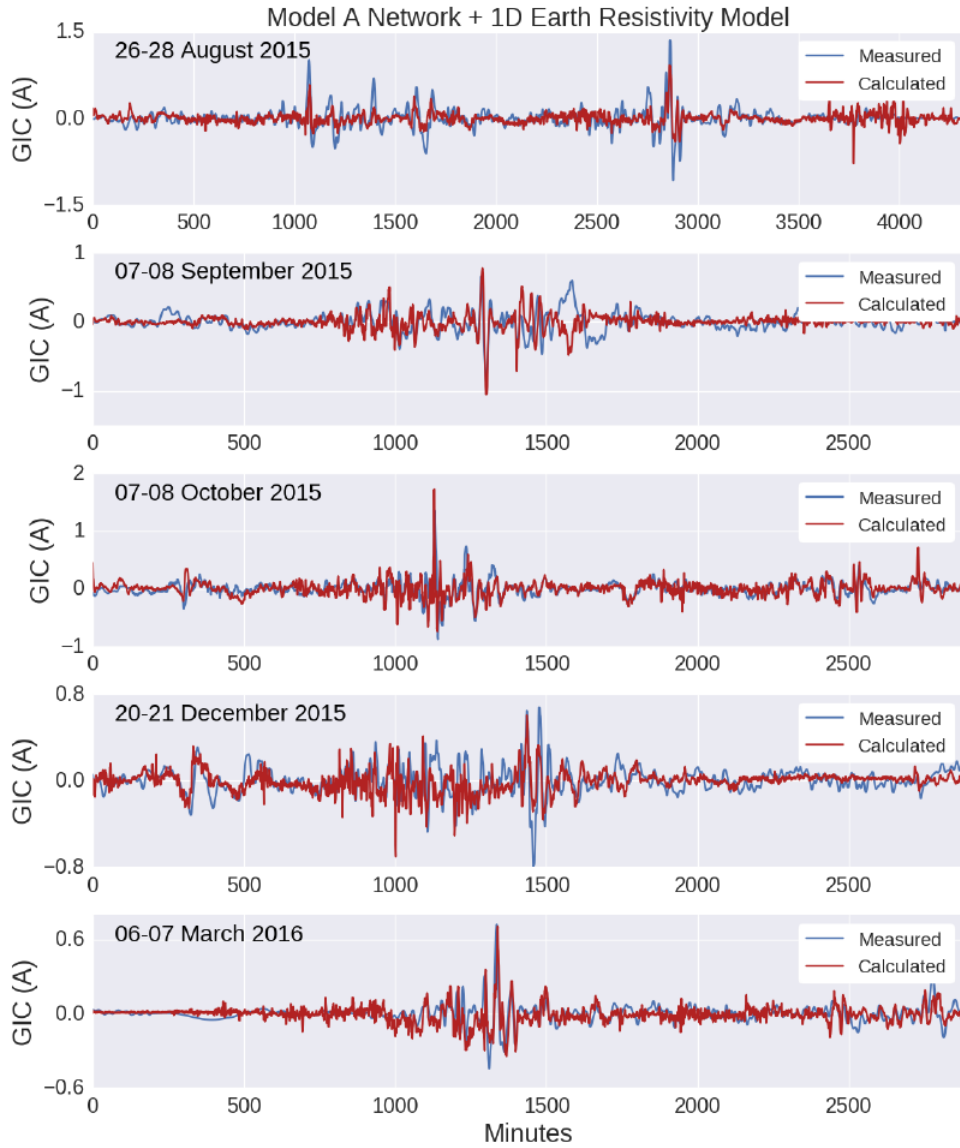 Model A Network + 1D Earth Resistivity Model
26-28 August 2015
Measured
Calculated
GIC (A)
1.5
0.0
−1.5
0 500 1000 1500 2000 2500 3000 3500 4000
07-08 September 2015
Measured
Calculated
GIC (A)
1
0
−1
0 500 1000 1500 2000 2500
07-08 October 2015
Measured
Calculated
GIC (A)
2
1
0
−1
0 500 1000 1500 2000 2500
20-21 December 2015
Measured
Calculated
GIC (A)
0.8
0.0
−0.8
0 500 1000 1500 2000 2500
06-07 March 2016
Measured
Calculated
GIC (A)
0.6
0.0
−0.6
0 500 1000 1500 2000 2500
Minutes